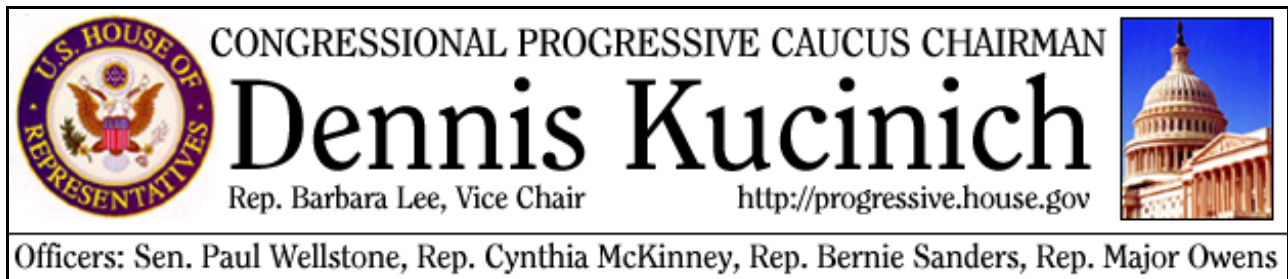 U.S. HOUSE OF
REPRESENTATIVES
CONGRESSIONAL PROGRESSIVE CAUCUS CHAIRMAN
Dennis Kucinich
Rep. Barbara Lee, Vice Chair http://progressive.house.gov
Officers: Sen. Paul Wellstone, Rep. Cynthia McKinney, Rep. Bernie Sanders, Rep. Major Owens